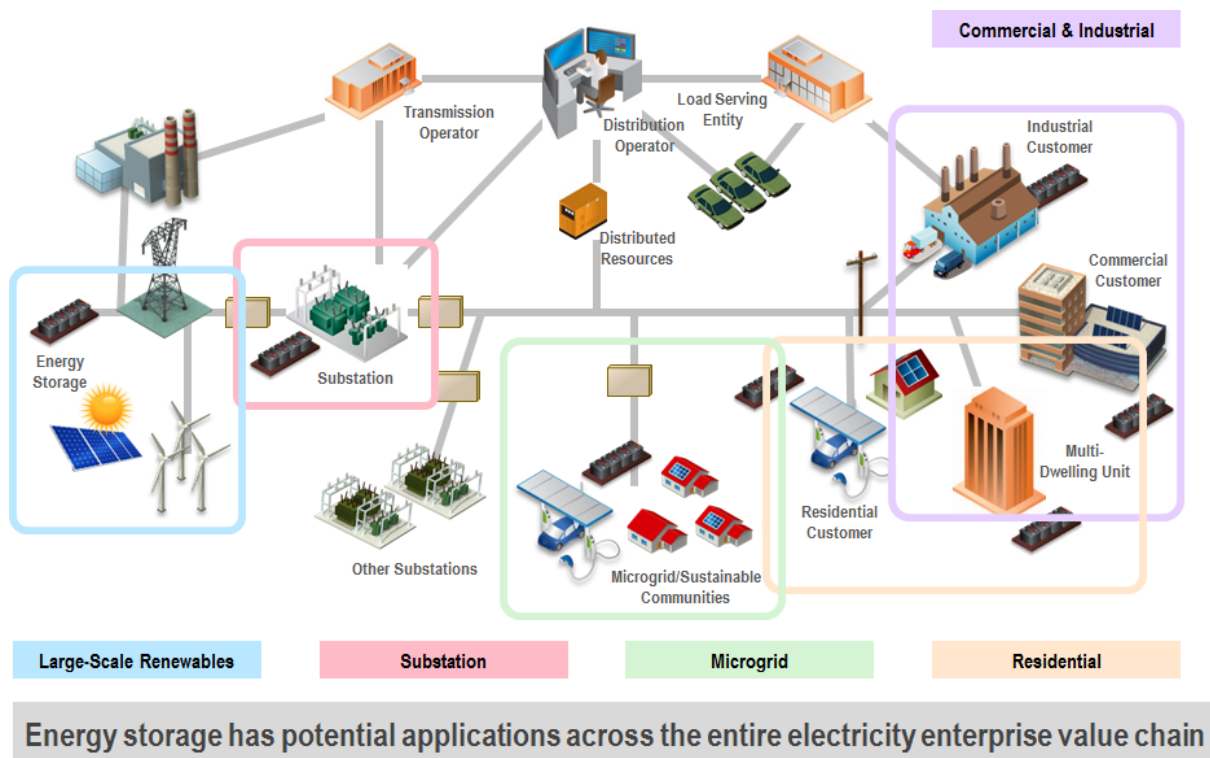 Commercial & Industrial
Transmission
Operator
Distribution
Operator
Load Serving
Entity
Industrial
Customer
Distributed
Resources
Commercial
Customer
Energy
Storage
Substation
Multi-
Dwelling Unit
Residential
Customer
Other Substations
Microgrid/Sustainable
Communities
Large-Scale Renewables
Substation
Microgrid
Residential
Energy storage has potential applications across the entire electricity enterprise value chain